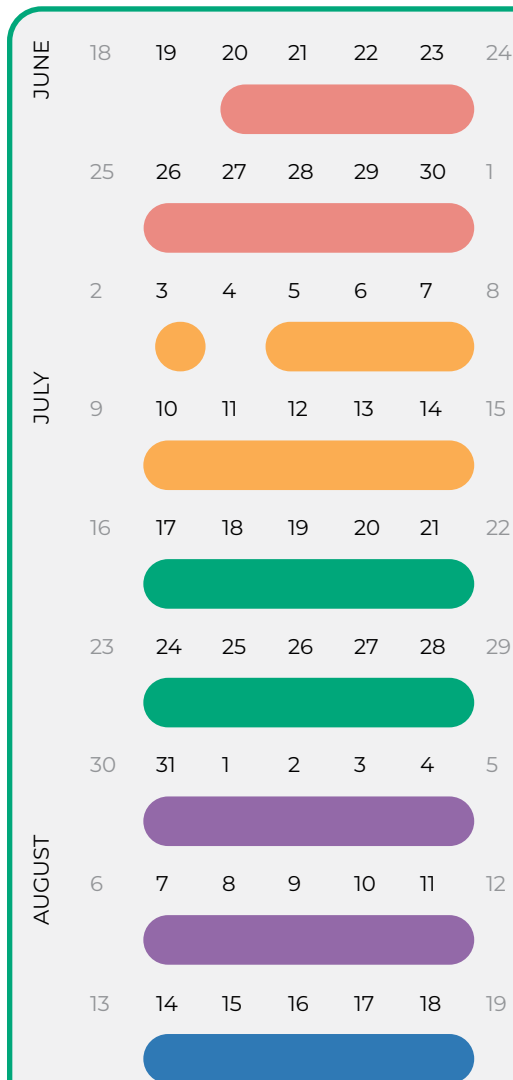 JUNE
18 19 20 21 22 23 24
25 26 27 28 29 30 1
2 3 4 5 6 7 8
JULY
9 10 11 12 13 14 15
16 17 18 19 20 21 22
23 24 25 26 27 28 29
30 31 1 2 3 4 5
AUGUST
6 7 8 9 10 11 12
13 14 15 16 17 18 19